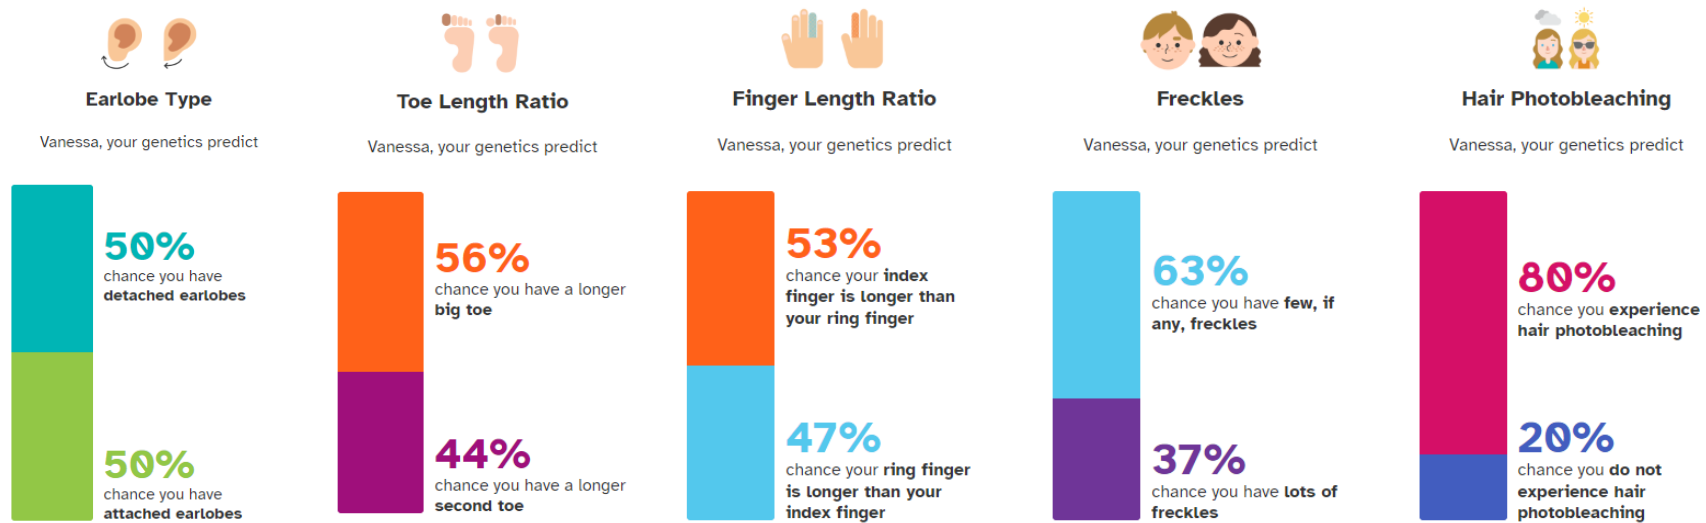 Earlobe Type
Vanessa, your genetics predict
50%
chance you have
detached earlobes
50%
chance you have
attached earlobes
Toe Length Ratio
Vanessa, your genetics predict
56%
chance you have a longer
big toe
44%
chance you have a longer
second toe
Finger Length Ratio
Vanessa, your genetics predict
53%
chance your index
finger is longer than
your ring finger
47%
chance your ring finger
is longer than your
index finger
Freckles
Vanessa, your genetics predict
63%
chance you have few, if
any, freckles
37%
chance you have lots of
freckles
Hair Photobleaching
Vanessa, your genetics predict
80%
chance you experience
hair photobleaching
20%
chance you do not
experience hair
photobleaching